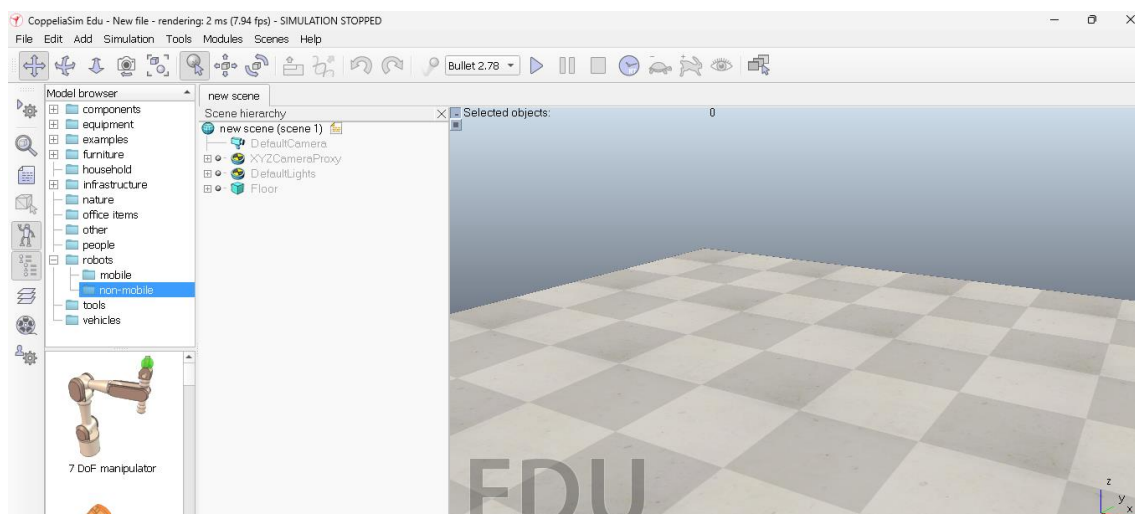 CoppeliaSim Edu - New file - rendering: 2 ms (7.94 fps) - SIMULATION STOPPED
File Edit Add Simulation Tools Modules Scenes Help
Bullet 2.78
Model browser
components
equipment
examples
furniture
household
infrastructure
nature
office items
other
people
robots
mobile
non-mobile
tools
vehicles
7 DoF manipulator
new scene
Scene hierarchy
new scene (scene 1)
DefaultCamera
XYZCameraProxy
DefaultLights
Floor
Selected objects: 0
EDU
z
y
x